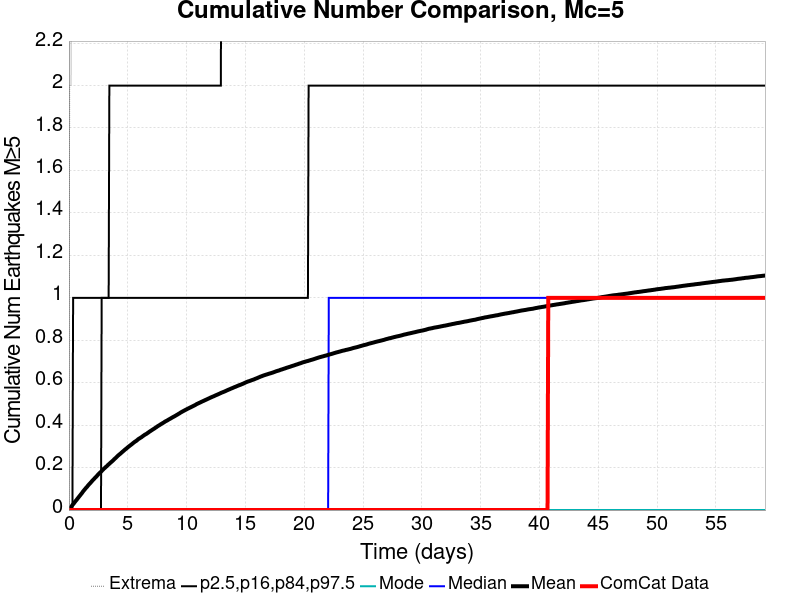 Cumulative Number Comparison, Mc=5
Cumulative Num Earthquakes M≥5
2.2
2
1.8
1.6
1.4
1.2
1
0.8
0.6
0.4
0.2
0
0 5 10 15 20 25 30 35 40 45 50 55
Time (days)
Extrema p2.5,p16,p84,p97.5 Mode Median Mean ComCat Data